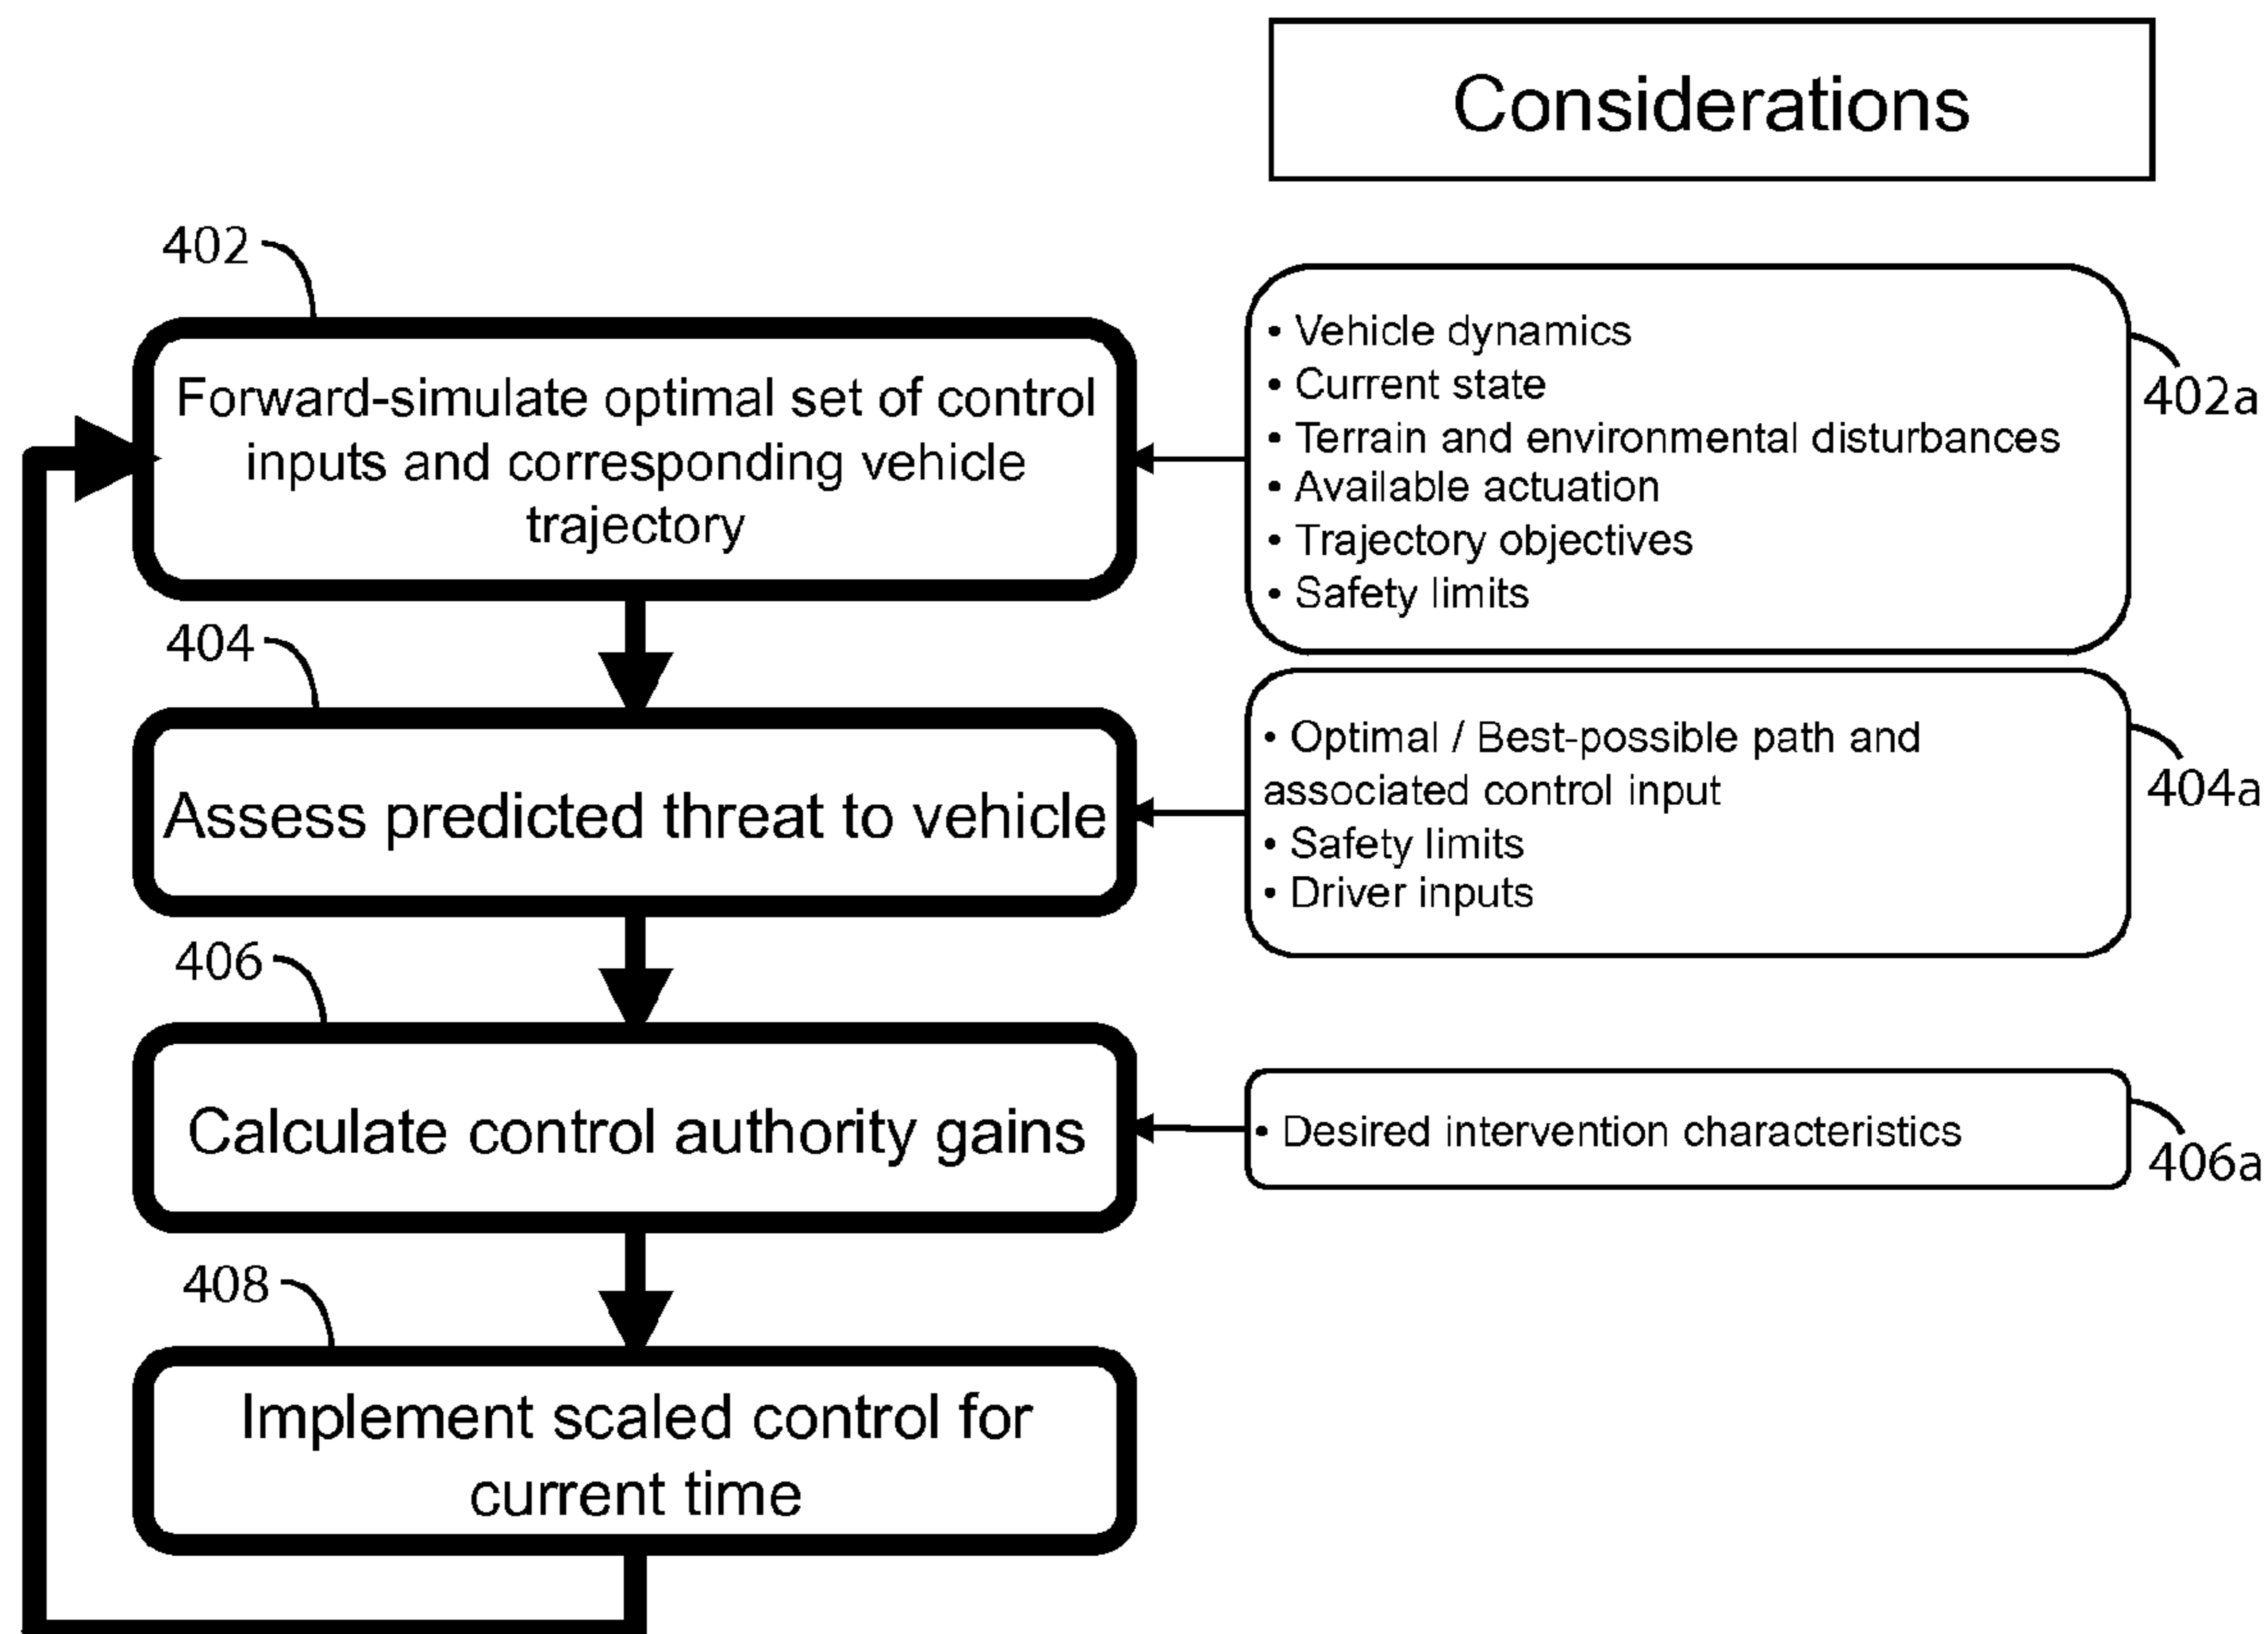 Considerations
402
Forward-simulate optimal set of control
inputs and corresponding vehicle
trajectory
• Vehicle dynamics
• Current state
• Terrain and environmental disturbances
• Available actuation
• Trajectory objectives
• Safety limits
402a
404
Assess predicted threat to vehicle
• Optimal / Best-possible path and
associated control input
• Safety limits
• Driver inputs
404a
406
Calculate control authority gains
• Desired intervention characteristics
406a
408
Implement scaled control for
current time